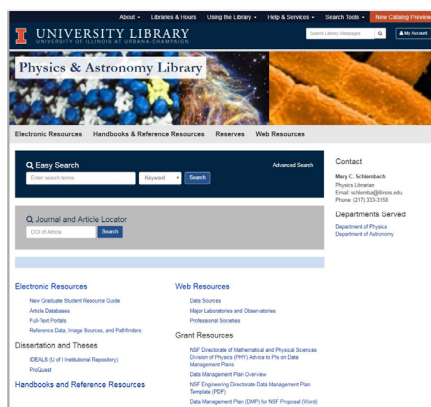 About Libraries & Hours Using the Library Help & Services Search Tools New Catalog Preview
I UNIVERSITY LIBRARY
UNIVERSITY OF ILLINOIS AT URBANA-CHAMPAIGN
Search Library Webpages
My Account
Physics & Astronomy Library
Electronic Resources Handbooks & Reference Resources Reserves Web Resources
Easy Search
Advanced Search
Enter search terms
Keyword
Search
Journal and Article Locator
DOI of Article
Search
Contact
Mary C. Schlembach
Physics Librarian
Email: schlemba@illinois.edu
Phone: (217) 333-3158
Departments Served
Department of Physics
Department of Astronomy
Electronic Resources
New Graduate Student Resource Guide
Article Databases
Full-Text Portals
Reference Data, Image Sources, and Pathfinders
Dissertation and Theses
IDEALS (U of I Institutional Repository)
ProQuest
Handbooks and Reference Resources
Web Resources
Data Sources
Major Laboratories and Observatories
Professional Societies
Grant Resources
NSF Directorate of Mathematical and Physical Sciences
Division of Physics (PHY) Advice to PIs on Data
Management Plans
Data Management Plan Overview
NSF Engineering Directorate Data Management Plan
Template (PDF)
Data Management Plan (DMP) for NSF Proposal (Word)